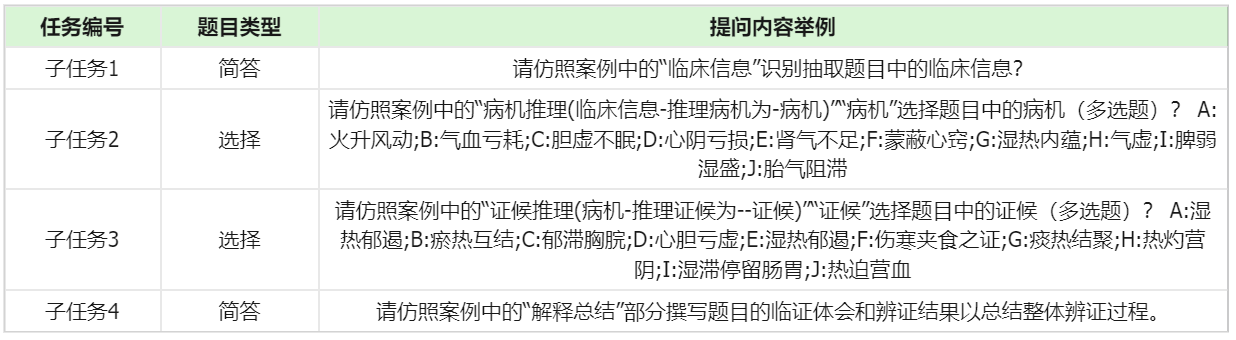 任务编号 题目类型 提问内容举例
子任务1 简答 请仿照案例中的“临床信息”识别抽取题目中的临床信息?
请仿照案例中的“病机推理(临床信息-推理病机为-病机)”“病机”选择题目中的病机（多选题）? A:
子任务2 选择 火升风动;B:气血亏耗;C:胆虚不眠;D:心阴亏损;E:肾气不足;F:蒙蔽心窍;G:湿热内蕴;H:气虚;I:脾弱
湿盛;J:胎气阻滞
请仿照案例中的“证候推理(病机-推理证候为--证候)”“证候”选择题目中的证候（多选题）? A:湿
子任务3 选择 热郁遏;B:瘀热互结;C:郁滞胸脘;D:心胆亏虚;E:湿热郁遏;F:伤寒夹食之证;G:痰热结聚;H:热灼营
阴;I:湿滞停留肠胃;J:热迫营血
子任务4 简答 请仿照案例中的“解释总结”部分撰写题目的临证体会和辨证结果以总结整体辨证过程。